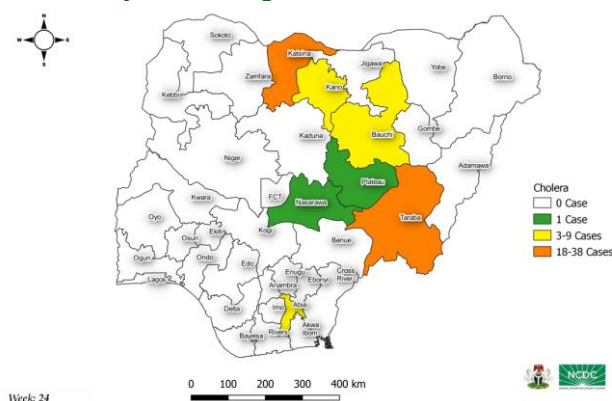 Sokoto
Katsina
Jigawa
Yobe
Borno
Zamfara
Kebbi
Kano
Kaduna
Bauchi
Gombe
Adamawa
Niger
Plateau
FCT
Nasarawa
Taraba
Kwara
Oyo
Kogi
Benue
Ekiti
Osun
Ogun
Ondo
Edo
Lagos
Enugu
Ebonyi
Cross
River
Anambra
Delta
Imo
Abia
Bayelsa
Rivers
Akwa
Ibom
Cholera
0 Case
1 Case
3-9 Cases
18-38 Cases
Week: 24
0 100 200 300 400 km
NCDC